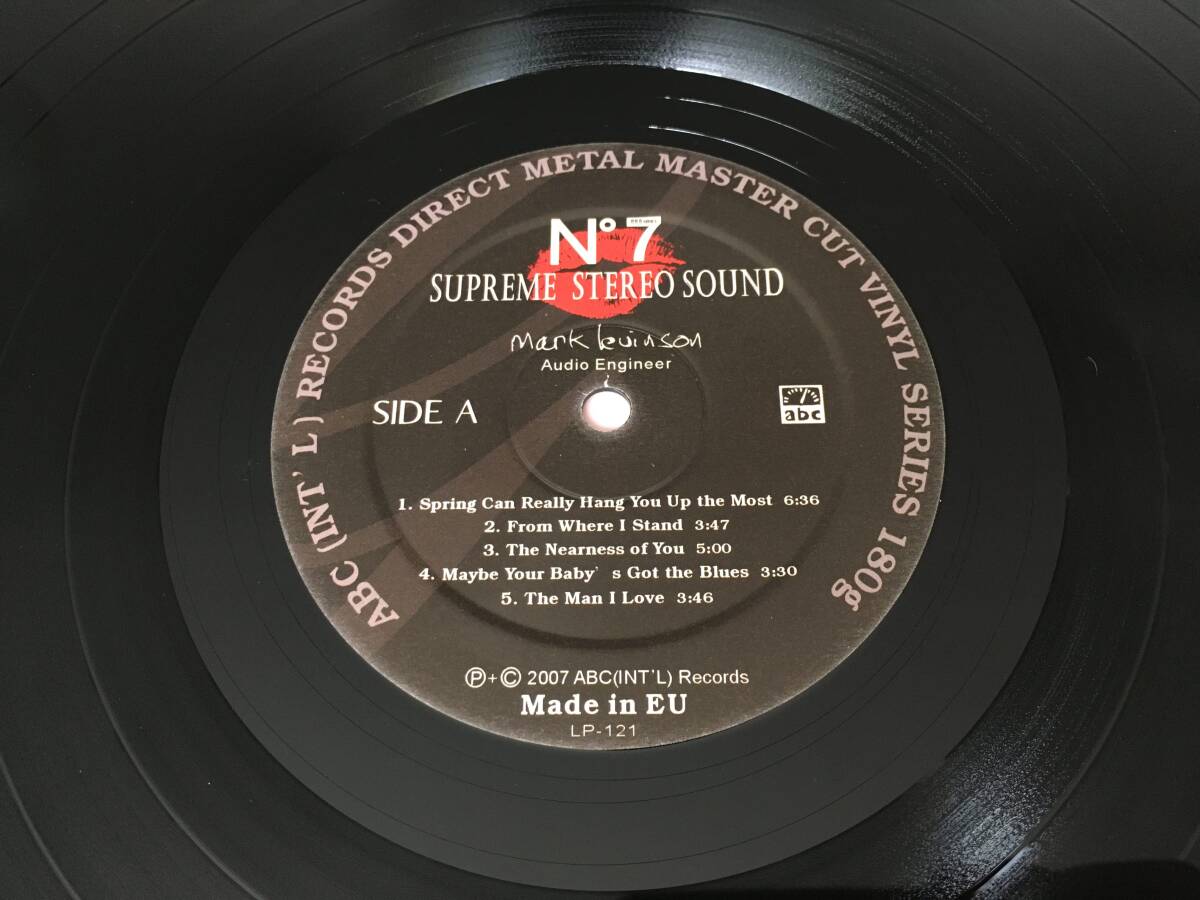 ABC (INT'L) RECORDS DIRECT METAL MASTER CUT VINYL SERIES 180g
Nº 7
SUPREME STEREO SOUND
mark levinson
Audio Engineer
SIDE A
abc
1. Spring Can Really Hang You Up the Most 6:36
2. From Where I Stand 3:47
3. The Nearness of You 5:00
4. Maybe Your Baby's Got the Blues 3:30
5. The Man I Love 3:46
Ⓟ+© 2007 ABC(INT'L) Records
Made in EU
LP-121